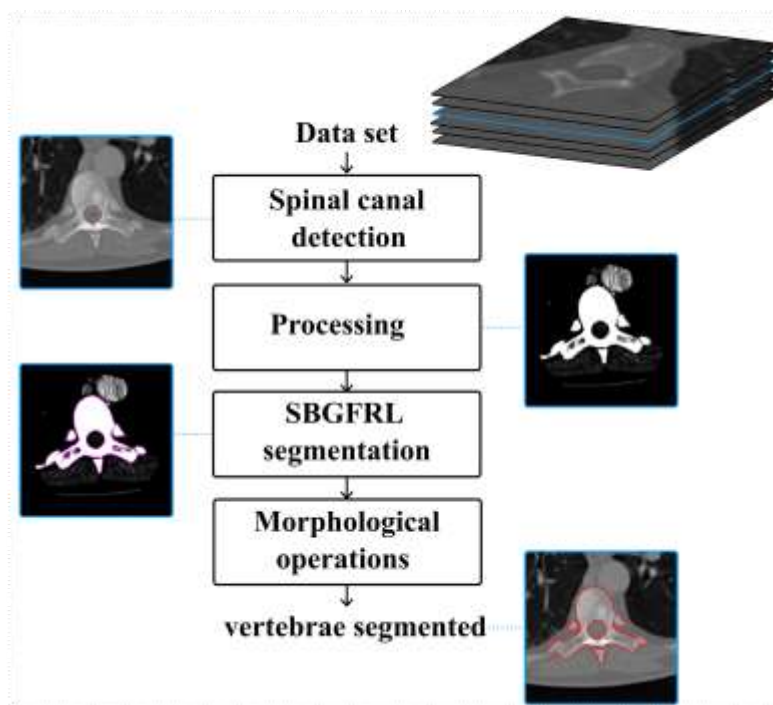 Data set
Spinal canal
detection
Processing
SBGFRL
segmentation
Morphological
operations
vertebrae segmented